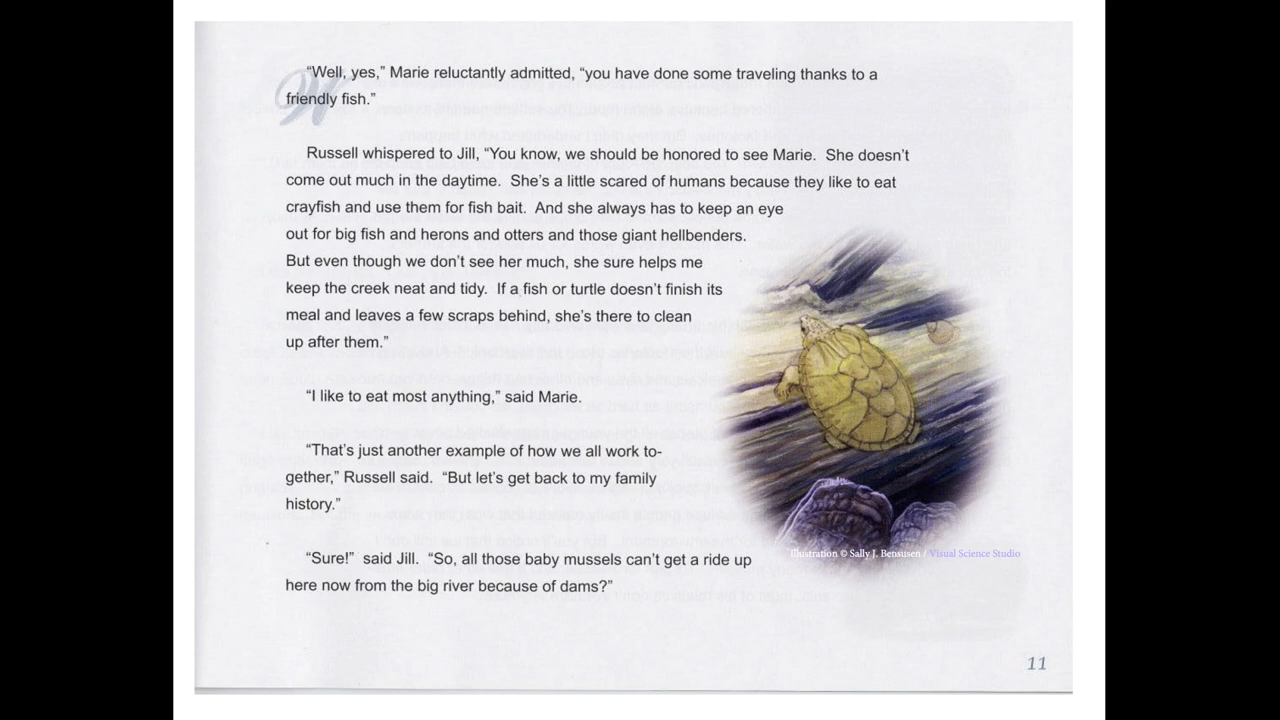 “Well, yes,” Marie reluctantly admitted, “you have done some traveling thanks to a
friendly fish.”
Russell whispered to Jill, “You know, we should be honored to see Marie.  She doesn’t
come out much in the daytime.  She’s a little scared of humans because they like to eat
crayfish and use them for fish bait.  And she always has to keep an eye
out for big fish and herons and otters and those giant hellbenders.
But even though we don’t see her much, she sure helps me
keep the creek neat and tidy.  If a fish or turtle doesn’t finish its
meal and leaves a few scraps behind, she’s there to clean
up after them.”
“I like to eat most anything,” said Marie.
“That’s just another example of how we all work to-
gether,” Russell said.  “But let’s get back to my family
history.”
“Sure!”  said Jill.  “So, all those baby mussels can’t get a ride up
here now from the big river because of dams?”
Illustration © Sally J. Bensusen / Visual Science Studio
11